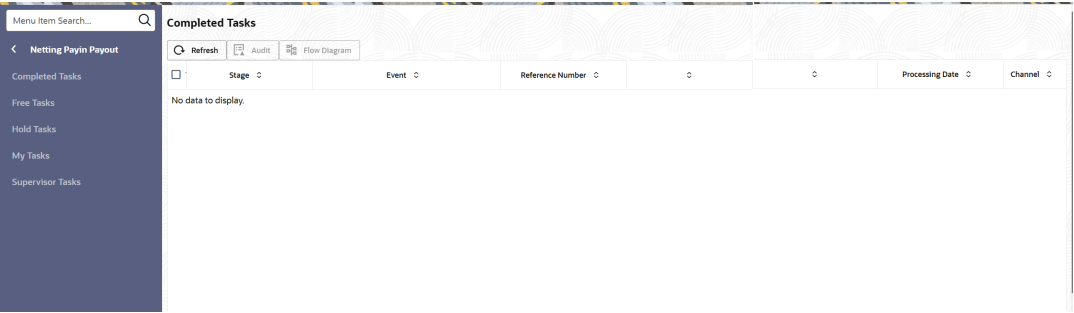 Menu Item Search...
Netting Payin Payout
Completed Tasks
Free Tasks
Hold Tasks
My Tasks
Supervisor Tasks
Completed Tasks
Refresh Audit Flow Diagram
Stage Event Reference Number Processing Date Channel
No data to display.